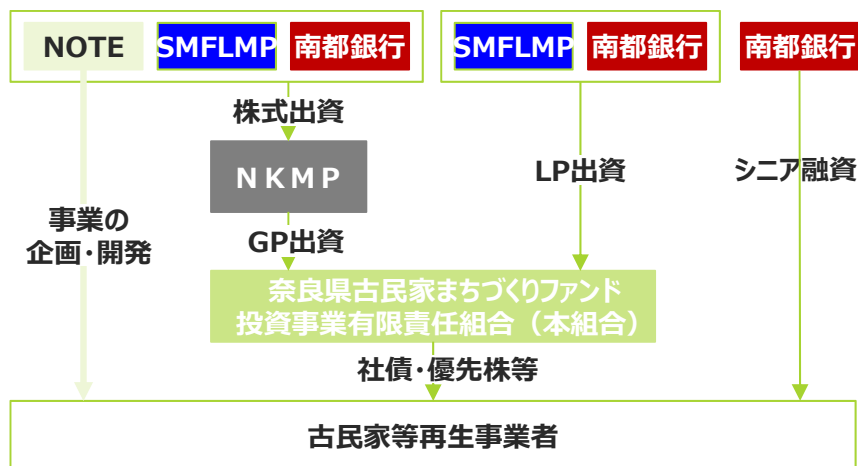 NOTE SMFLMP 南都銀行 SMFLMP 南都銀行 南都銀行
株式出資
NKMP
LP出資
シニア融資
事業の
企画・開発
GP出資
奈良県古民家まちづくりファンド
投資事業有限責任組合（本組合）
社債・優先株等
古民家等再生事業者